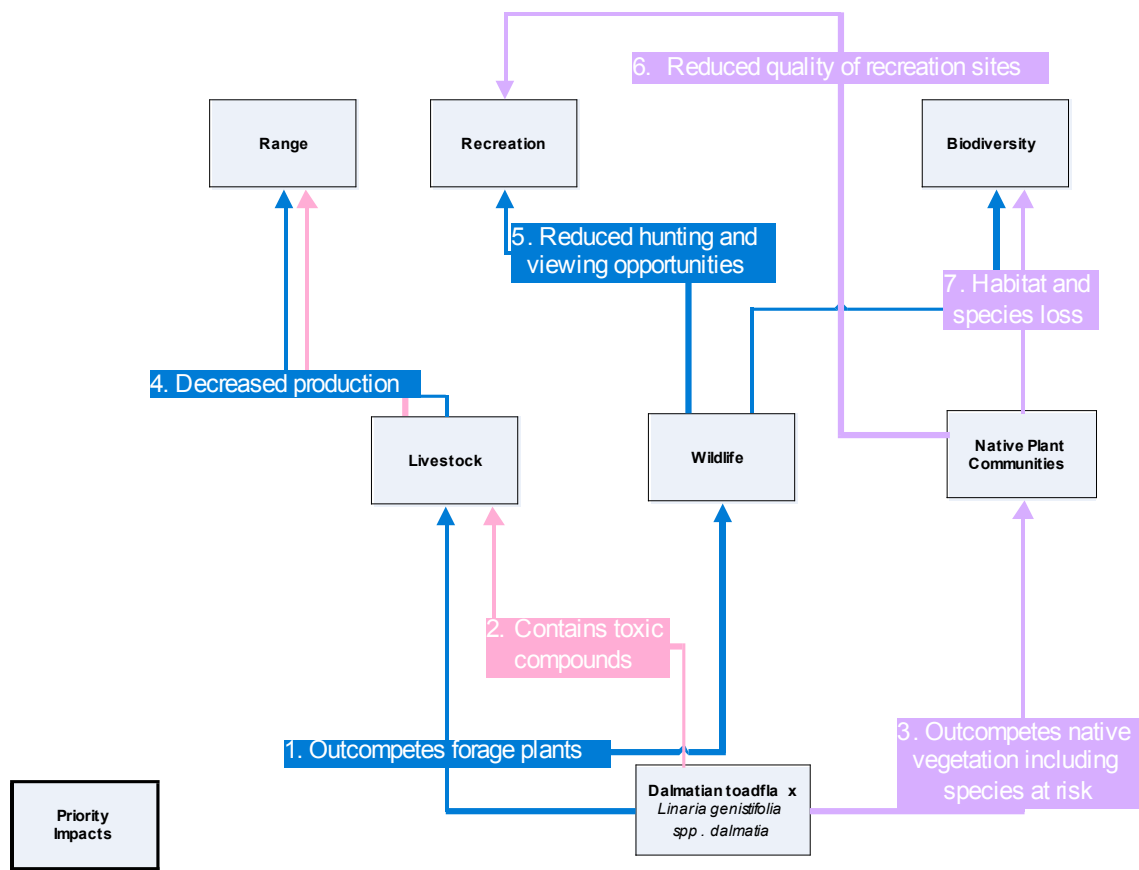 6. Reduced quality of recreation sites
Range
Recreation
Biodiversity
5. Reduced hunting and
viewing opportunities
7. Habitat and
species loss
4. Decreased production
Livestock
Wildlife
Native Plant
Communities
2. Contains toxic
compounds
1. Outcompetes forage plants
3. Outcompetes native
vegetation including
species at risk
Dalmatian toadfla x
Linaria genistifolia
spp . dalmatia
Priority
Impacts